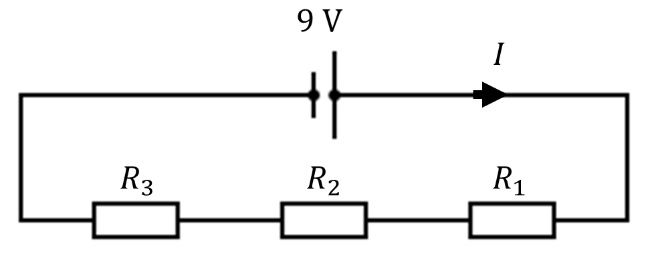 9 V
I
R₃ R₂ R₁